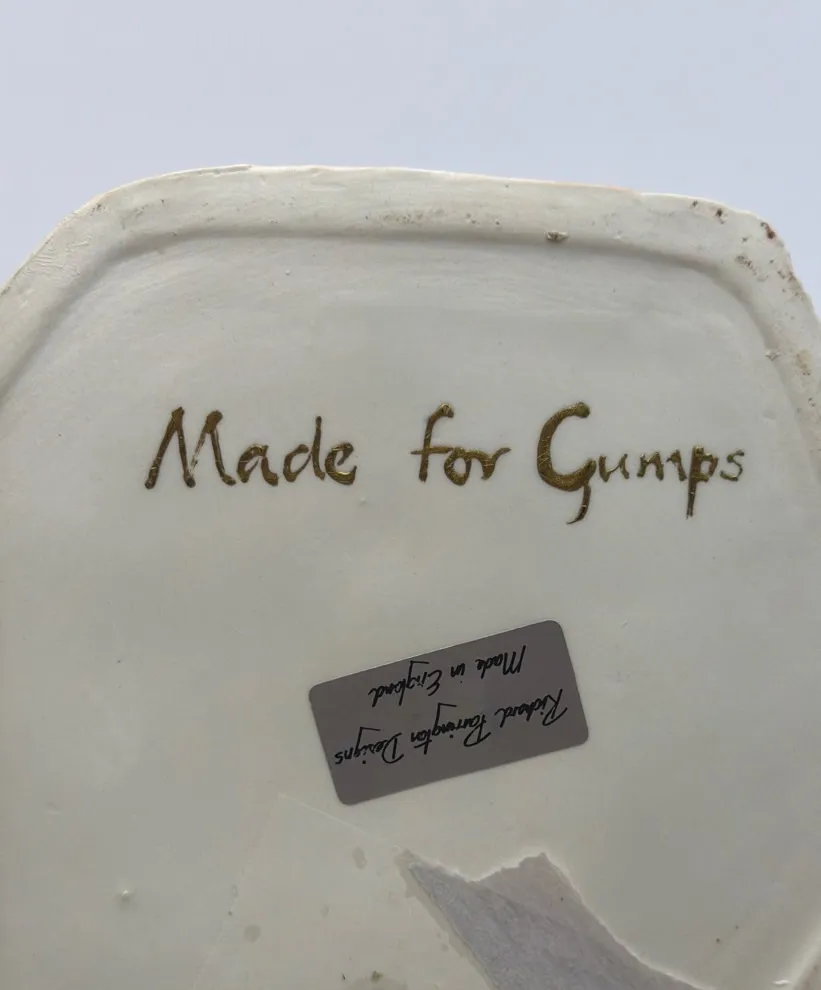 Made for Gumps
Richard Parrington Designs
Made in England